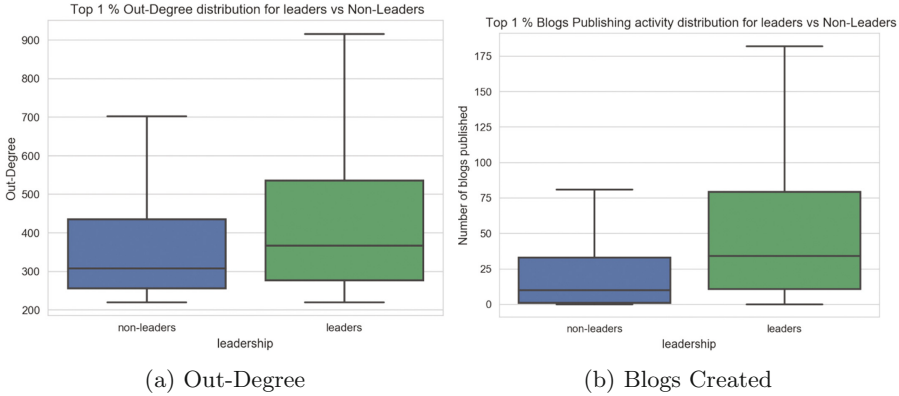 Top 1 % Out-Degree distribution for leaders vs Non-Leaders
900
800
700
600
500
400
300
200
Out-Degree
non-leaders
leaders
leadership
(a) Out-Degree
Top 1 % Blogs Publishing activity distribution for leaders vs Non-Leaders
175
150
125
100
75
50
25
0
Number of blogs published
non-leaders
leaders
leadership
(b) Blogs Created